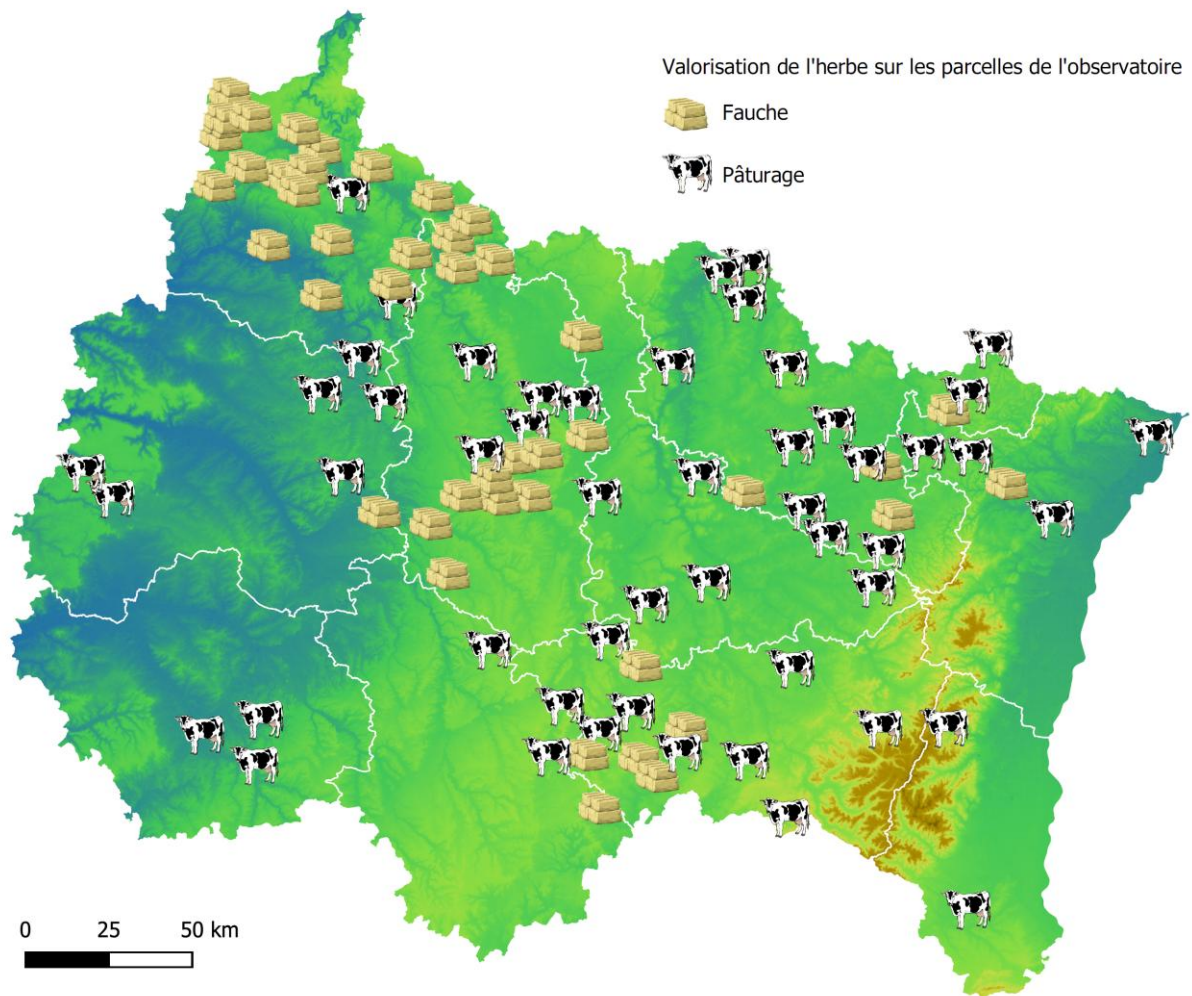 Valorisation de l'herbe sur les parcelles de l'observatoire
Fauche
Pâturage
0 25 50 km